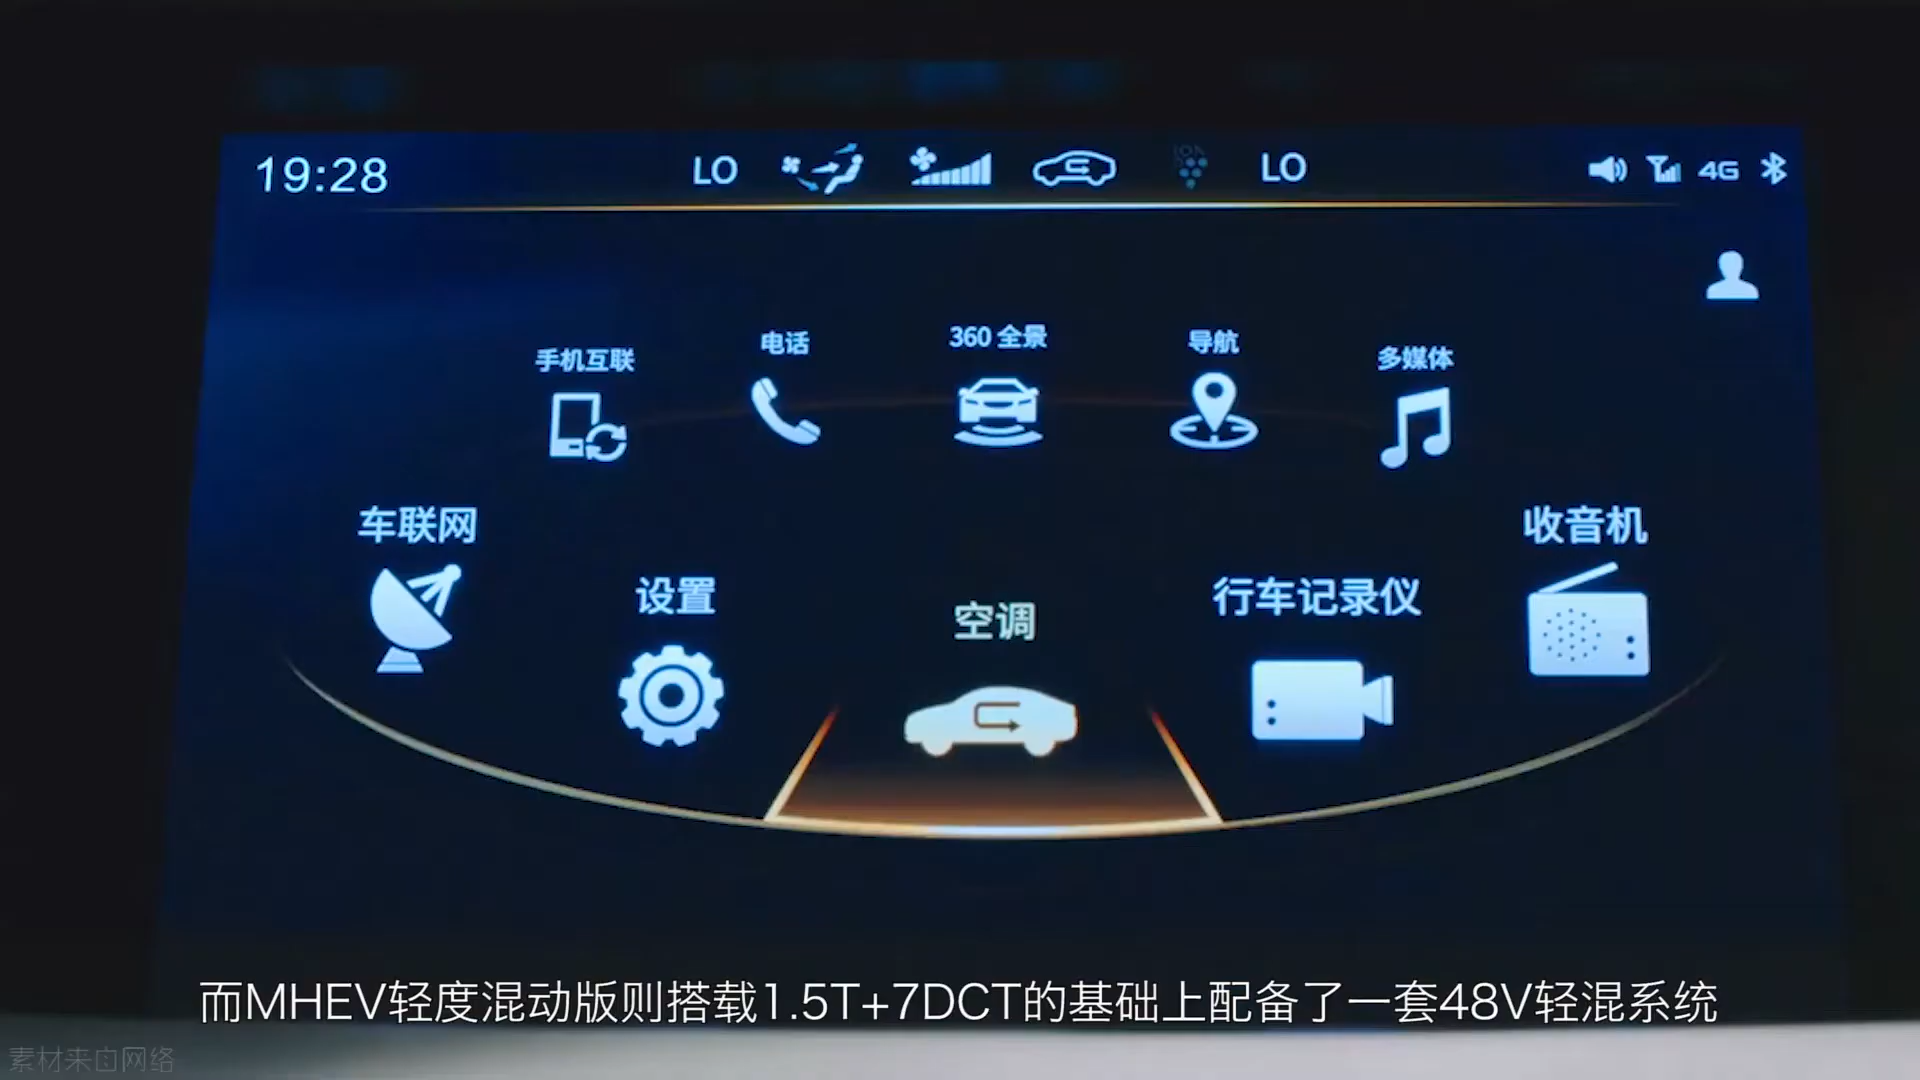 19:28
LO
LO
4G
360 全景
电话
导航
手机互联
多媒体
车联网
收音机
设置
行车记录仪
空调
而MHEV轻度混动版则搭载1.5T+7DCT的基础上配备了一套48V轻混系统
素材来自网络